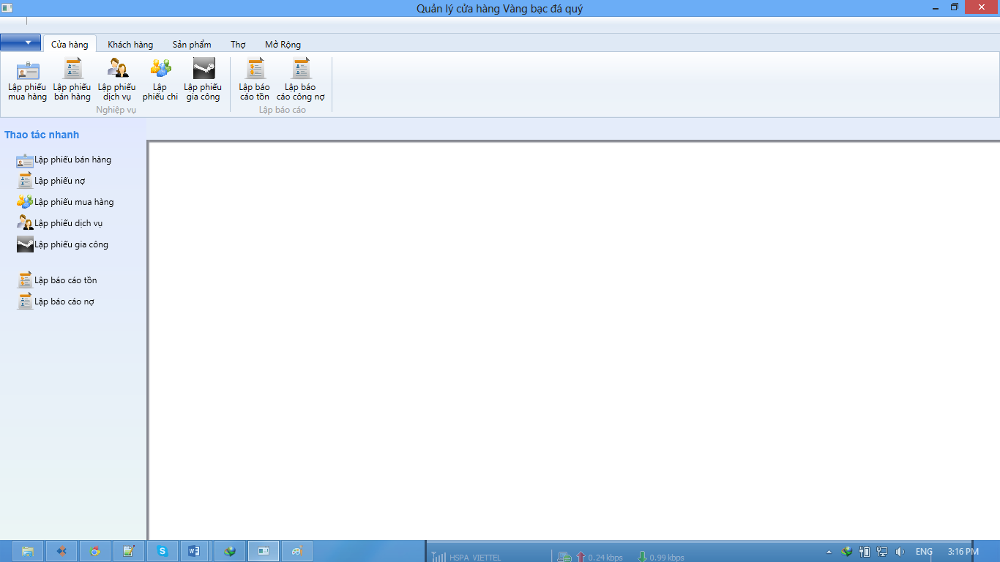 Quản lý cửa hàng Vàng bạc đá quý
Cửa hàng Khách hàng Sản phẩm Thợ Mở Rộng
Lập phiếu mua hàng
Lập phiếu bán hàng
Lập phiếu dịch vụ
Lập phiếu chi
Lập phiếu gia công
Lập báo cáo tồn
Lập báo cáo công nợ
Nghiệp vụ
Lập báo cáo
Thao tác nhanh
Lập phiếu bán hàng
Lập phiếu nợ
Lập phiếu mua hàng
Lập phiếu dịch vụ
Lập phiếu gia công
Lập báo cáo tồn
Lập báo cáo nợ
HSPA VIETTEL 0.24 kbps 0.99 kbps ENG 3:16 PM